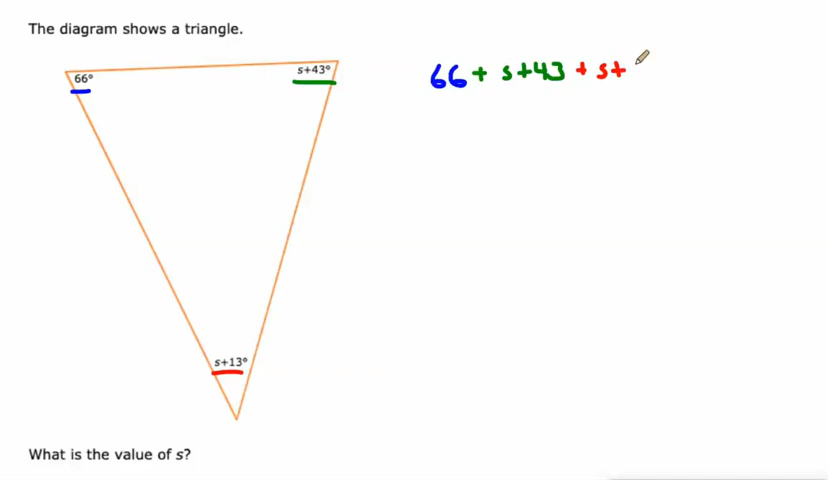 The diagram shows a triangle.
66°
s+43°
66 + s+43 + s+
s+13°
What is the value of s?